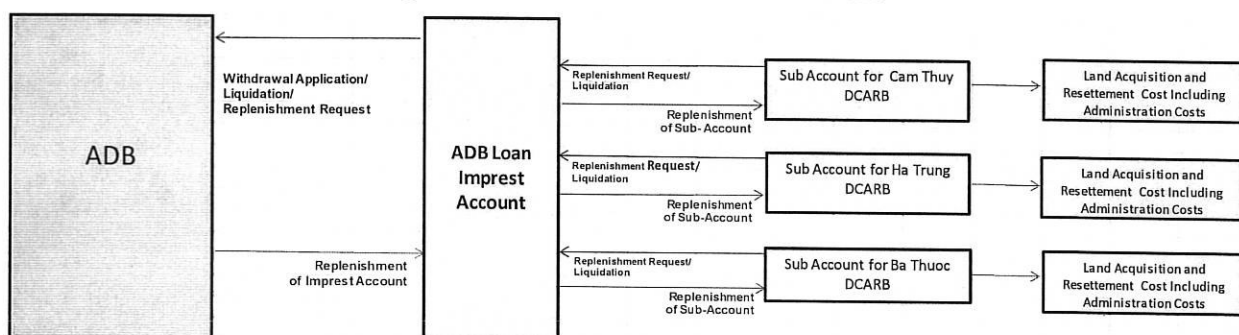 ADB
Withdrawal Application/
Liquidation/
Replenishment Request
Replenishment
of Imprest Account
ADB Loan
Imprest
Account
Replenishment Request/
Liquidation
Replenishment
of Sub-Account
Sub Account for Cam Thuy
DCARB
Land Acquisition and
Resettement Cost Including
Administration Costs
Replenishment Request/
Liquidation
Replenishment
of Sub-Account
Sub Account for Ha Trung
DCARB
Land Acquisition and
Resettement Cost Including
Administration Costs
Replenishment Request/
Liquidation
Replenishment
of Sub-Account
Sub Account for Ba Thuoc
DCARB
Land Acquisition and
Resettement Cost Including
Administration Costs